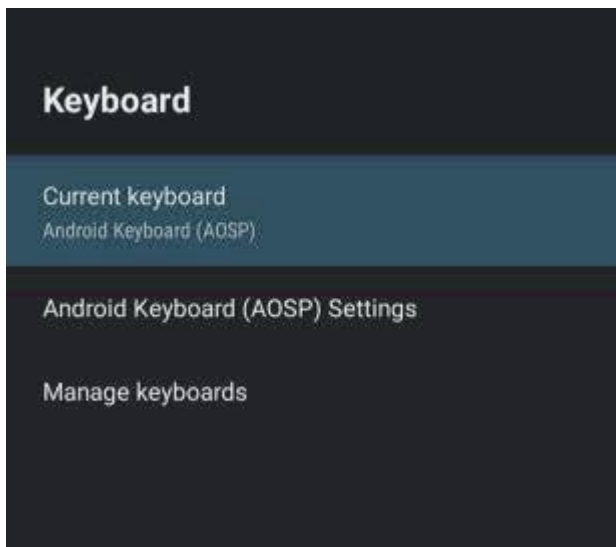 Keyboard
Current keyboard
Android Keyboard (AOSP)
Android Keyboard (AOSP) Settings
Manage keyboards